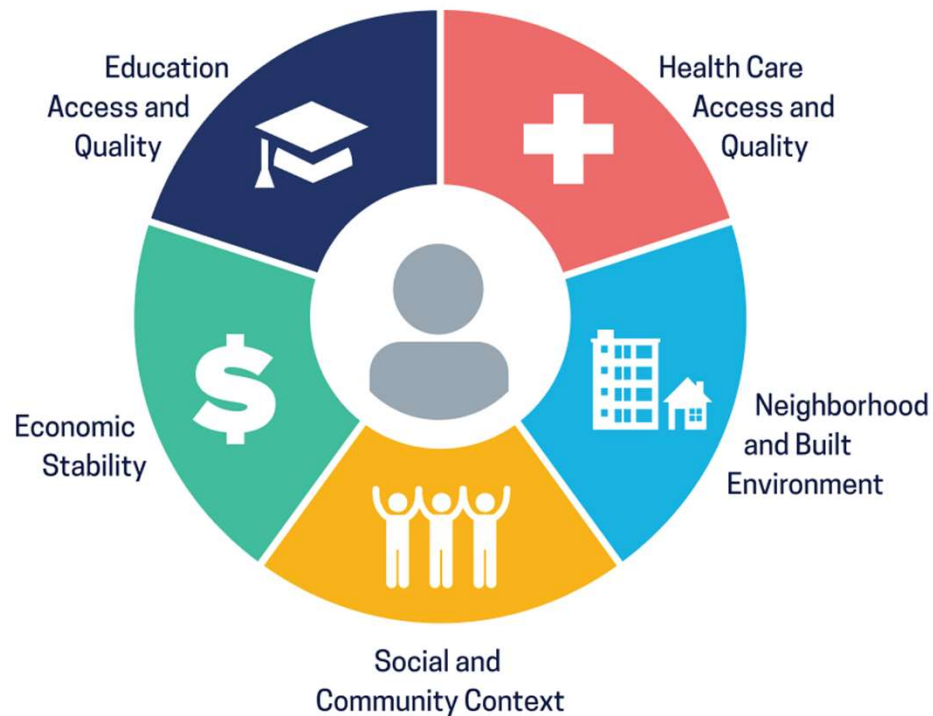 Education
Access and
Quality
Health Care
Access and
Quality
Economic
Stability
Neighborhood
and Built
Environment
Social and
Community Context